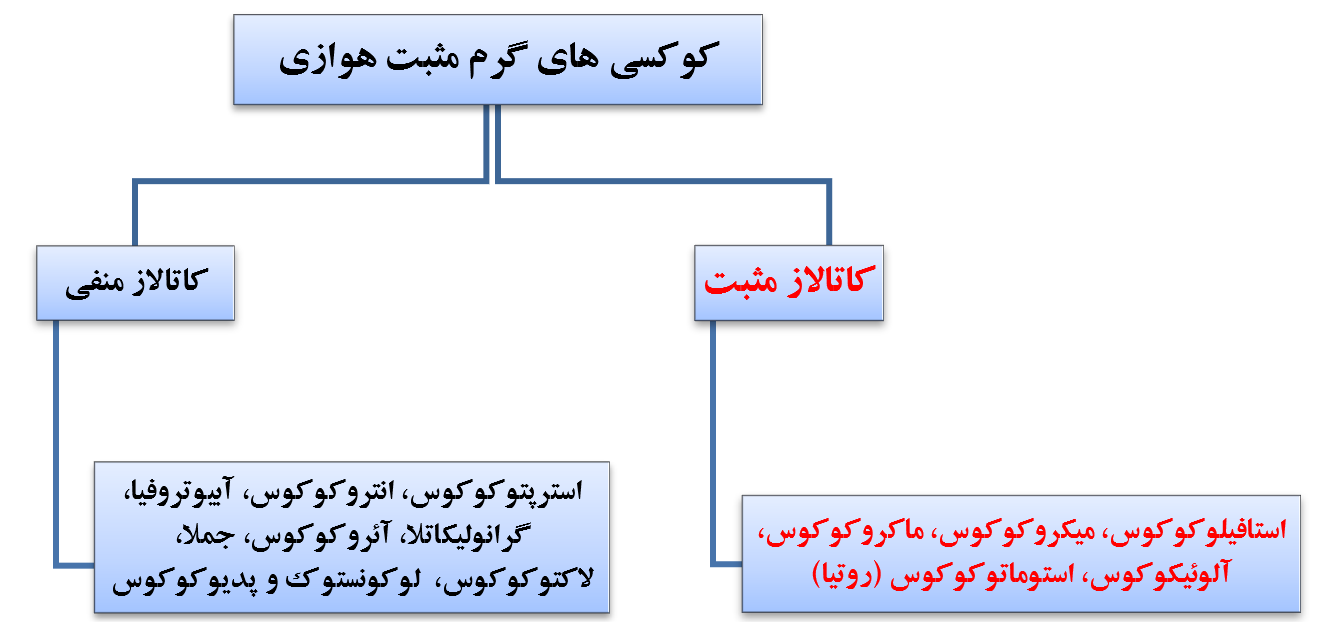 کوکسی های گرم مثبت هوازی
کاتالاز مثبت
کاتالاز منفی
استافیلوکوکوس، میکروکوکوس، ماکروکوکوس،
آلوئیکوکوس، استوماتوکوکوس (روتیا)
استرپتوکوکوس، انتروکوکوس، آبیوتروفیا،
گرانولیکاتلا، آئروکوکوس، جملا،
لاکتوکوکوس، لوکونستوک و پدیوکوکوس